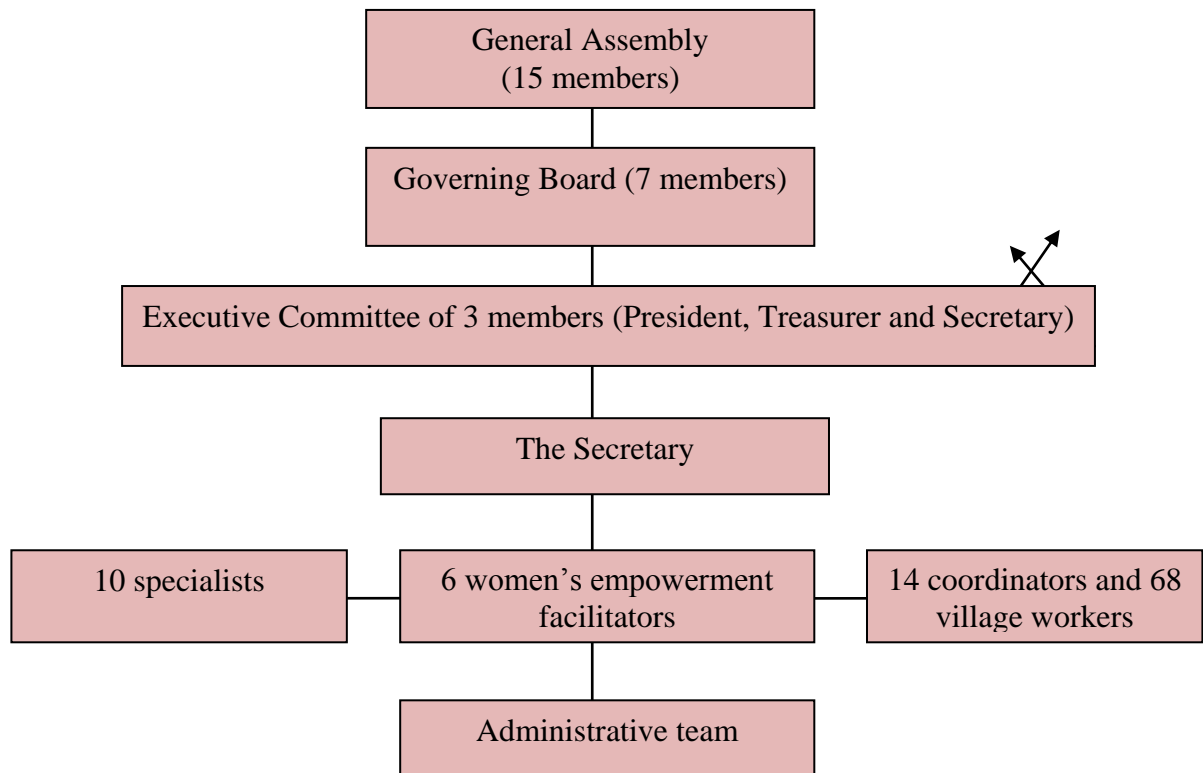 General Assembly
(15 members)
Governing Board (7 members)
Executive Committee of 3 members (President, Treasurer and Secretary)
The Secretary
10 specialists
6 women’s empowerment
facilitators
14 coordinators and 68
village workers
Administrative team